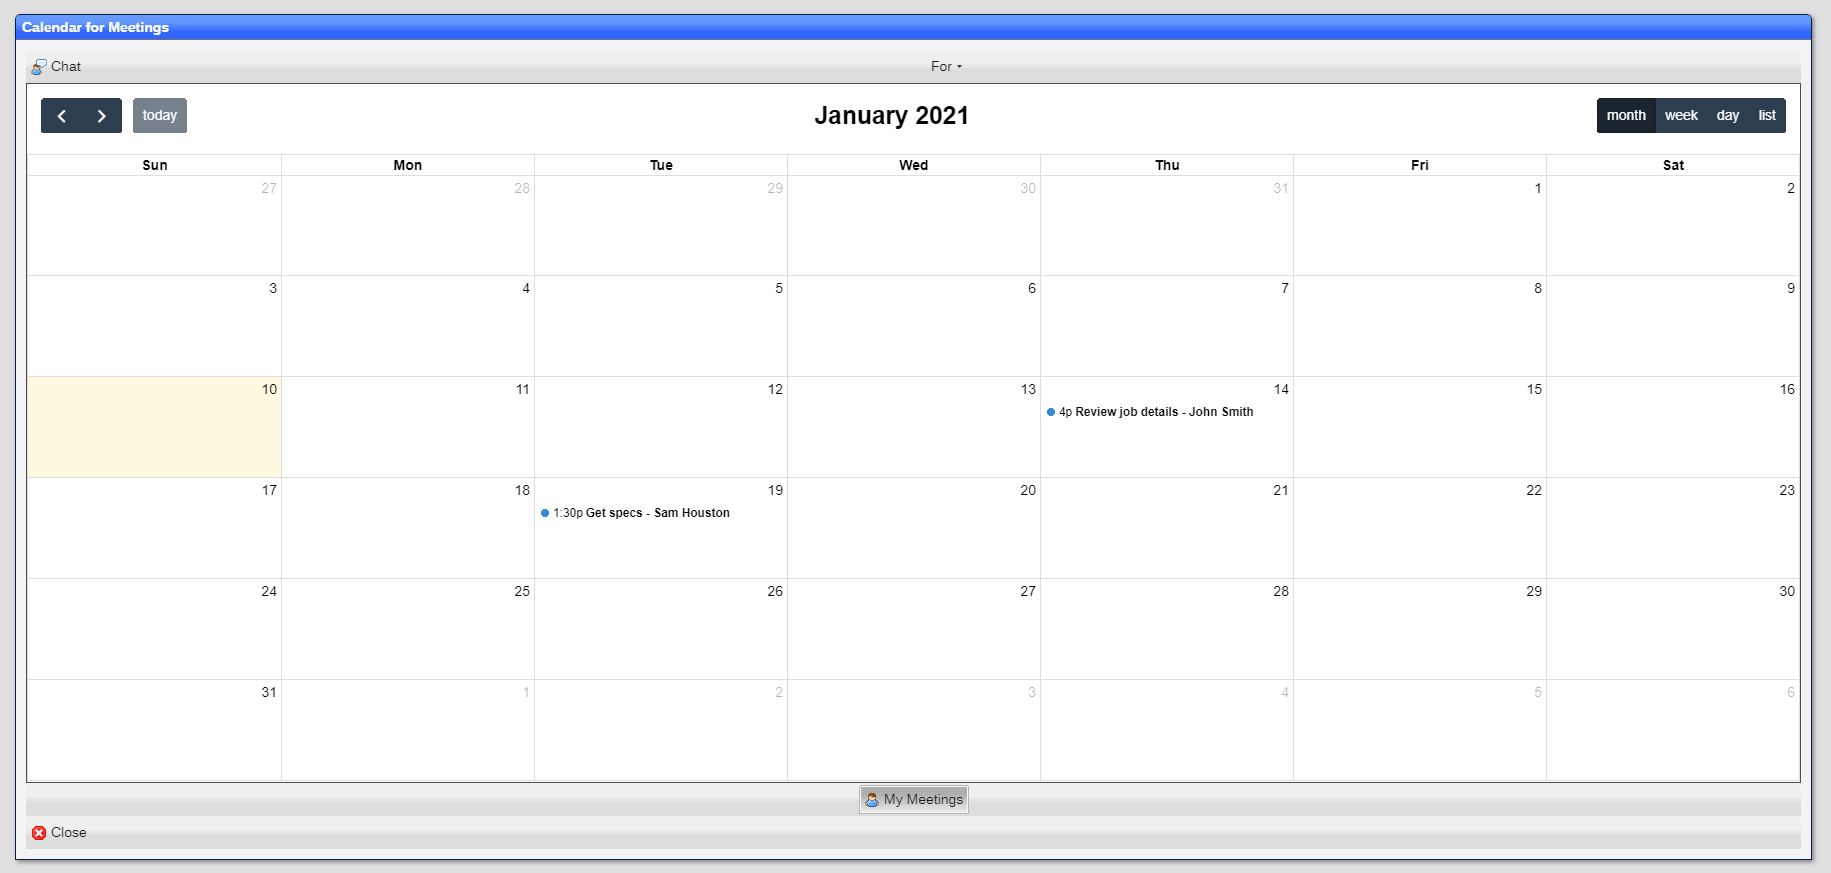 Calendar for Meetings
Chat For
today January 2021 month week day list
Sun Mon Tue Wed Thu Fri Sat
27 28 29 30 31 1 2
3 4 5 6 7 8 9
10 11 12 13 14 15 16
4p Review job details - John Smith
17 18 19 20 21 22 23
1:30p Get specs - Sam Houston
24 25 26 27 28 29 30
31 1 2 3 4 5 6
My Meetings
Close